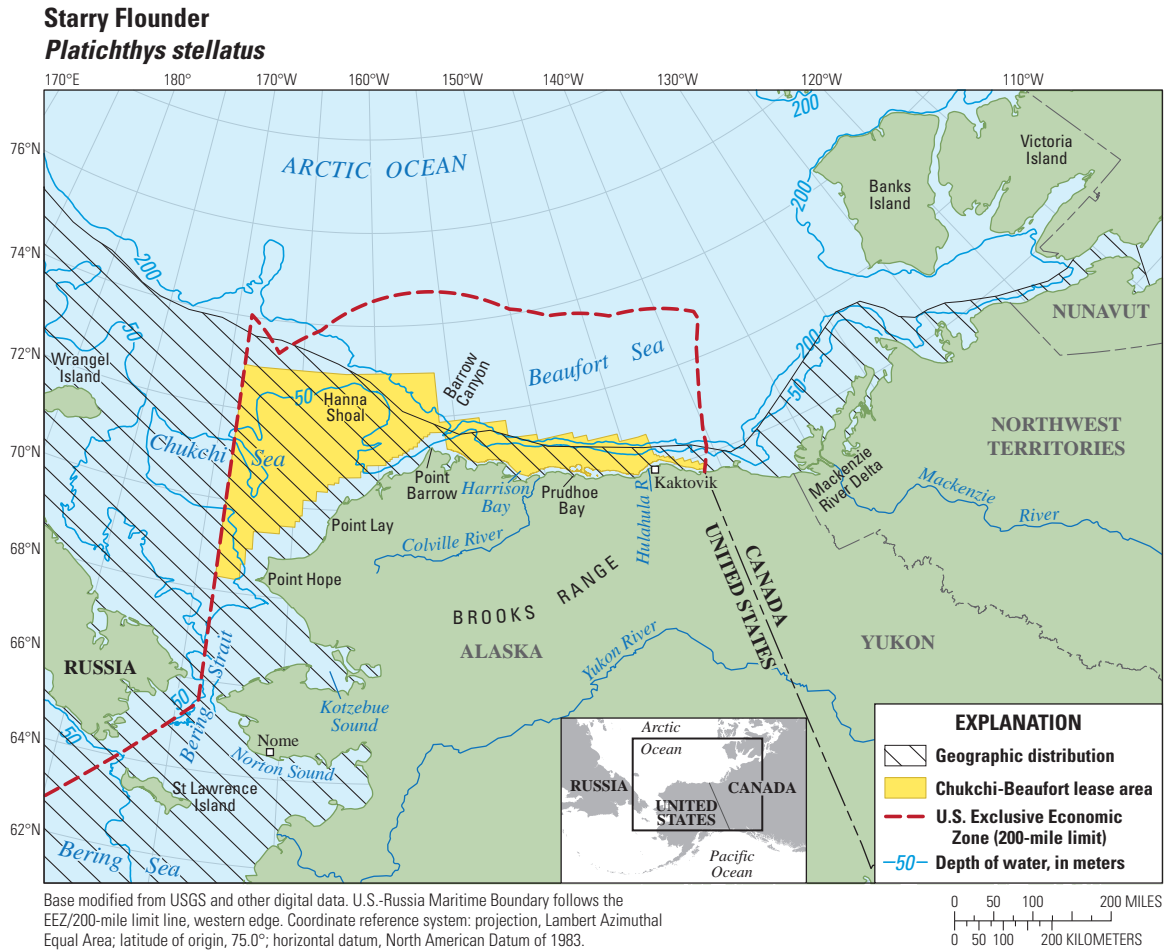 Starry Flounder
Platichthys stellatus
170°E
180°
170°W
160°W
150°W
140°W
130°W
120°W
110°W
76°N
74°N
72°N
70°N
68°N
66°N
64°N
62°N
ARCTIC OCEAN
200
200
200
200
Victoria
Island
Banks
Island
NUNAVUT
50
Wrangel
Island
Hanna
Shoal
50
Barrow
Canyon
Beaufort Sea
50
Chukchi Sea
Point
Barrow
Harrison
Bay
Prudhoe
Bay
Kaktovik
Hulahula R
Mackenzie
River Delta
NORTHWEST
TERRITORIES
Mackenzie
River
Point Lay
Colville River
Point Hope
BROOKS RANGE
CANADA
UNITED STATES
ALASKA
YUKON
Yukon River
RUSSIA
Bering Strait
50
50
Kotzebue
Sound
Nome
Norton Sound
St Lawrence
Island
Bering Sea
Arctic
Ocean
RUSSIA
UNITED
STATES
CANADA
Pacific
Ocean
EXPLANATION
Geographic distribution
Chukchi-Beaufort lease area
U.S. Exclusive Economic
Zone (200-mile limit)
50 Depth of water, in meters
Base modified from USGS and other digital data. U.S.-Russia Maritime Boundary follows the
EEZ/200-mile limit line, western edge. Coordinate reference system: projection, Lambert Azimuthal
Equal Area; latitude of origin, 75.0°; horizontal datum, North American Datum of 1983.
0 50 100 200 MILES
0 50 100 200 KILOMETERS